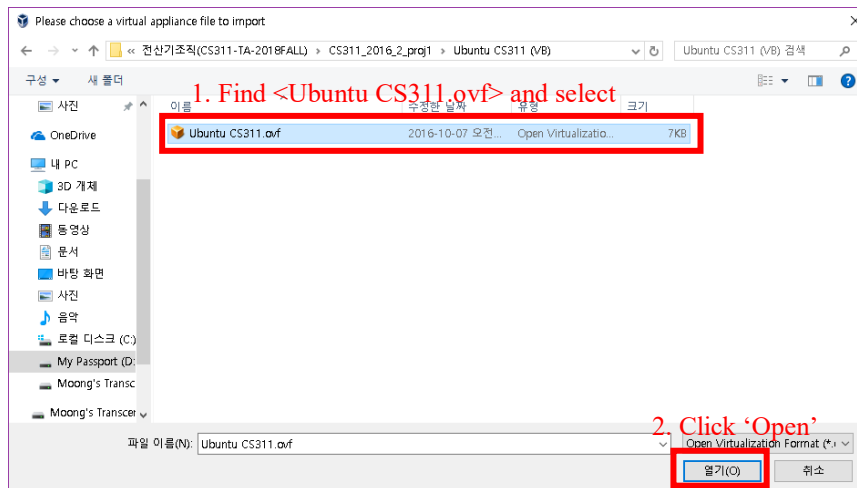 Please choose a virtual appliance file to import
« 전산기조직(CS311-TA-2018FALL) › CS311_2016_2_proj1 › Ubuntu CS311 (VB)
Ubuntu CS311 (VB) 검색
구성 새 폴더
1. Find <Ubuntu CS311.ovf> and select
이름 수정한 날짜 유형 크기
Ubuntu CS311.ovf 2016-10-07 오전... Open Virtualizatio... 7KB
사진
OneDrive
내 PC
3D 개체
다운로드
동영상
문서
바탕 화면
사진
음악
로컬 디스크 (C:)
My Passport (D:
Moong's Transc
Moong's Transcer
2. Click ‘Open’
파일 이름(N): Ubuntu CS311.ovf
Open Virtualization Format (*.
열기(O) 취소